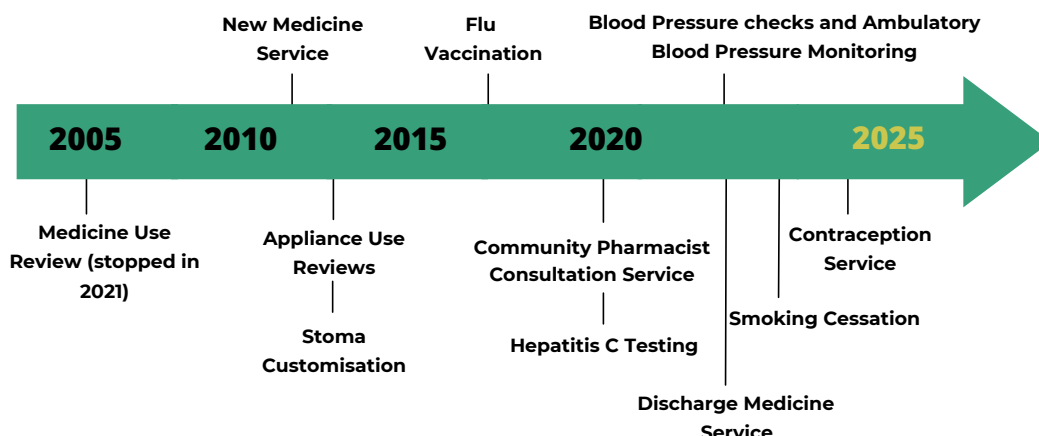 New Medicine
Service
Flu
Vaccination
Blood Pressure checks and Ambulatory
Blood Pressure Monitoring
2005
2010
2015
2020
2025
Medicine Use
Review (stopped in
2021)
Appliance Use
Reviews
Stoma
Customisation
Community Pharmacist
Consultation Service
Hepatitis C Testing
Discharge Medicine
Service
Smoking Cessation
Contraception
Service